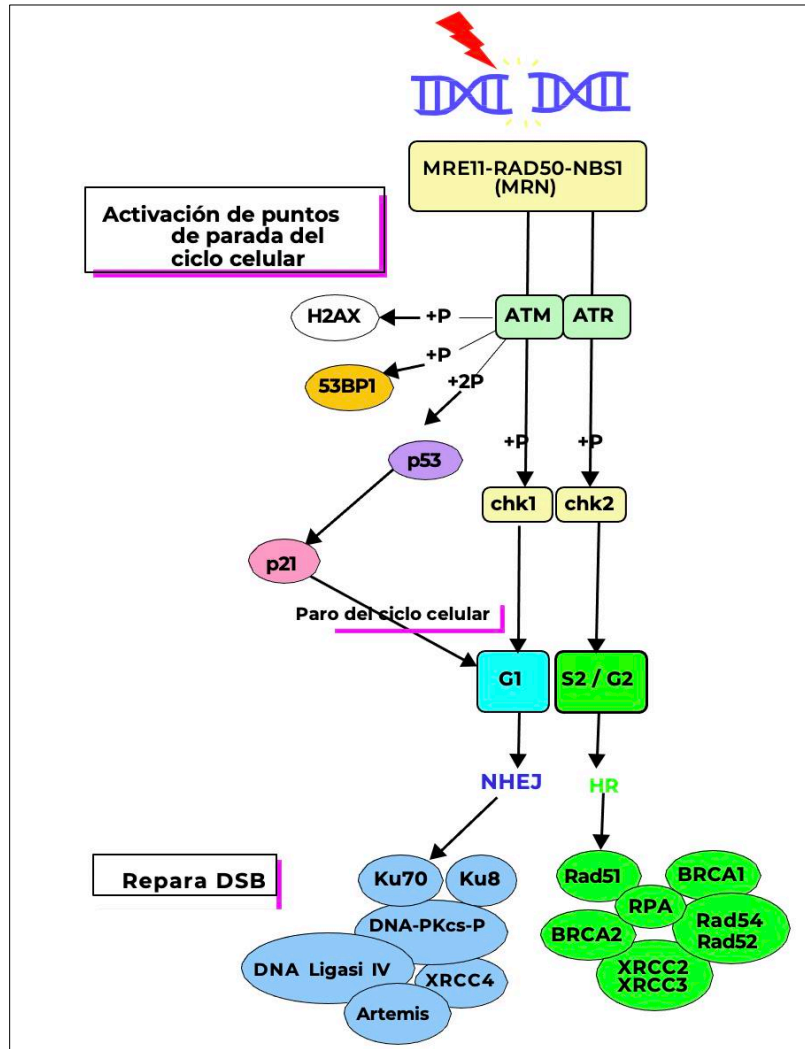 MRE11-RAD50-NBS1
(MRN)
Activación de puntos
de parada del
ciclo celular
H2AX
+P
ATM
ATR
53BP1
+P
+2P
p53
+P
+P
chk1
chk2
p21
Paro del ciclo celular
G1
S2 / G2
NHEJ
HR
Repara DSB
Ku70
Ku8
Rad51
BRCA1
RPA
DNA-PKcs-P
BRCA2
Rad54
Rad52
DNA Ligasi IV
XRCC4
XRCC2
XRCC3
Artemis